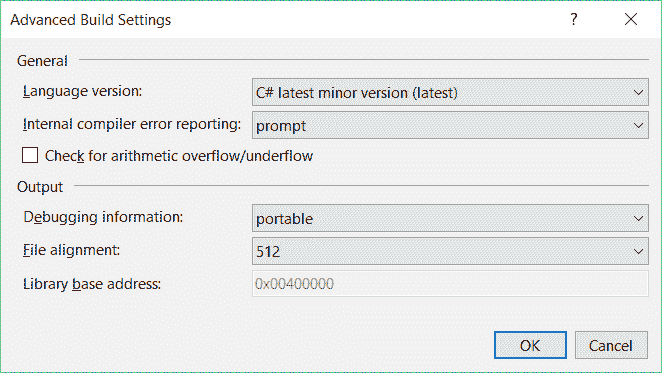 Advanced Build Settings ?
General
Language version: C# latest minor version (latest)
Internal compiler error reporting: prompt
Check for arithmetic overflow/underflow
Output
Debugging information: portable
File alignment: 512
Library base address: 0x00400000
OK Cancel